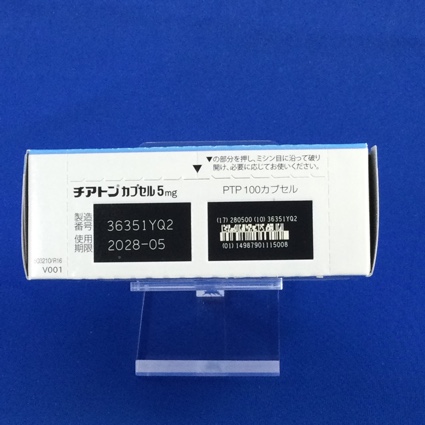 ▼の部分を押し、ミシン目に沿って破り
開け、必要に応じてお使いください。
チアトンカプセル5mg
PTP 100カプセル
製造番号 36351YQ2
使用期限 2028-05
(17) 280500 (10) 36351YQ2
(01) 14987901115008
V001